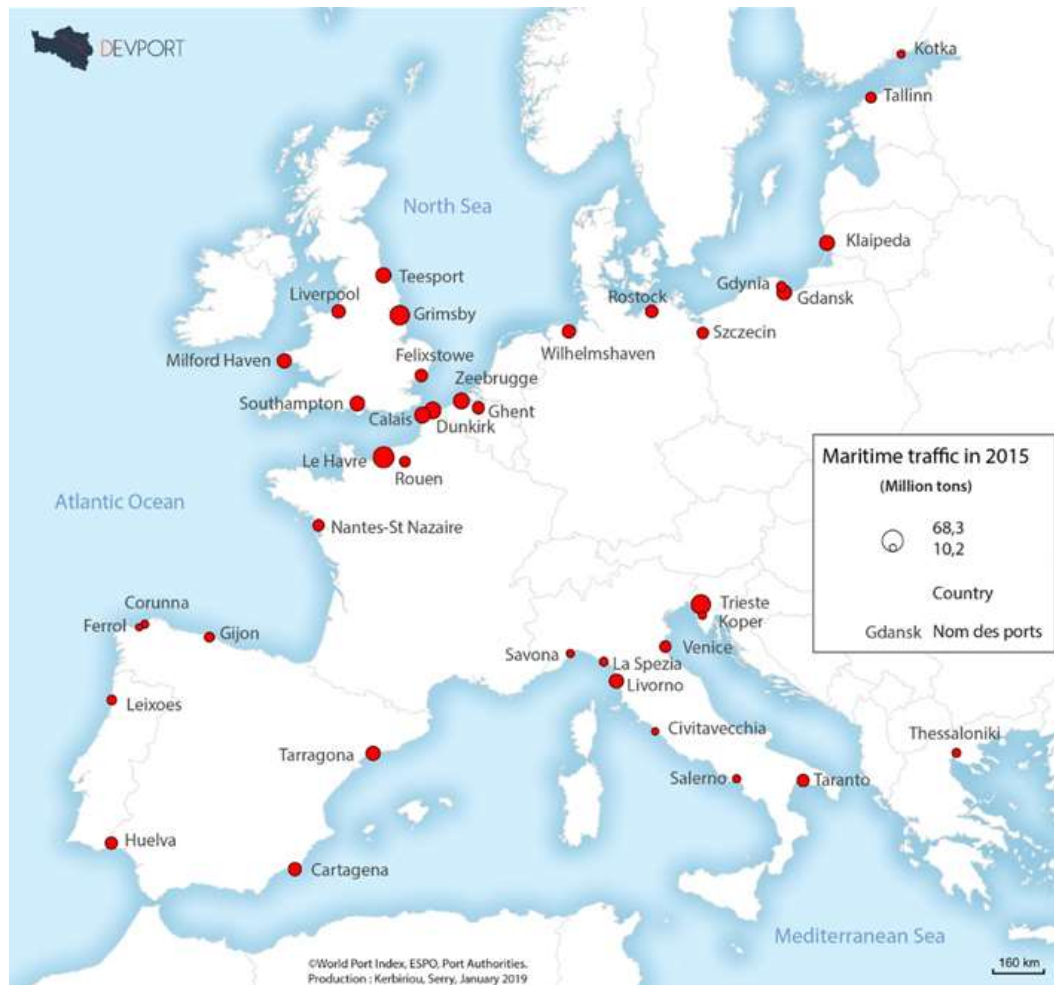 DEVPORT
Kotka
Tallinn
North Sea
Klaipeda
Teesport
Gdynia
Liverpool
Rostock
Gdansk
Grimsby
Szczecin
Wilhelmshaven
Milford Haven
Felixstowe
Zeebrugge
Southampton
Ghent
Calais
Dunkirk
Le Havre
Rouen
Maritime traffic in 2015
(Million tons)
68,3
10,2
Country
Gdansk Nom des ports
Atlantic Ocean
Nantes-St Nazaire
Corunna
Ferrol
Gijon
Trieste
Koper
Savona
Venice
La Spezia
Livorno
Leixoes
Civitavecchia
Thessaloniki
Tarragona
Salerno
Taranto
Huelva
Cartagena
Mediterranean Sea
©World Port Index, ESPO, Port Authorities.
Production : Kerbiriou, Serry, January 2019
160 km